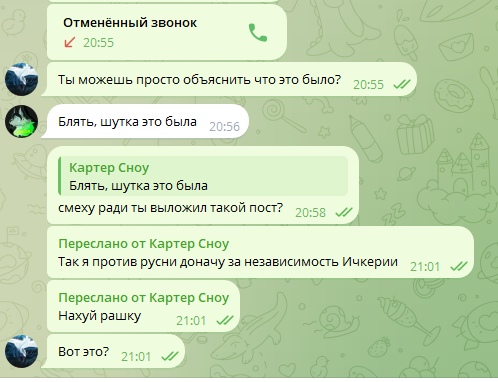 Отменённый звонок
20:55
Ты можешь просто объяснить что это было? 20:55
Блять, шутка это была 20:56
Картер Сноу
Блять, шутка это была
смеху ради ты выложил такой пост? 20:58
Переслано от Картер Сноу
Так я против русни доначу за независимость Ичкерии 21:01
Переслано от Картер Сноу
Нахуй рашку 21:01
Вот это? 21:01